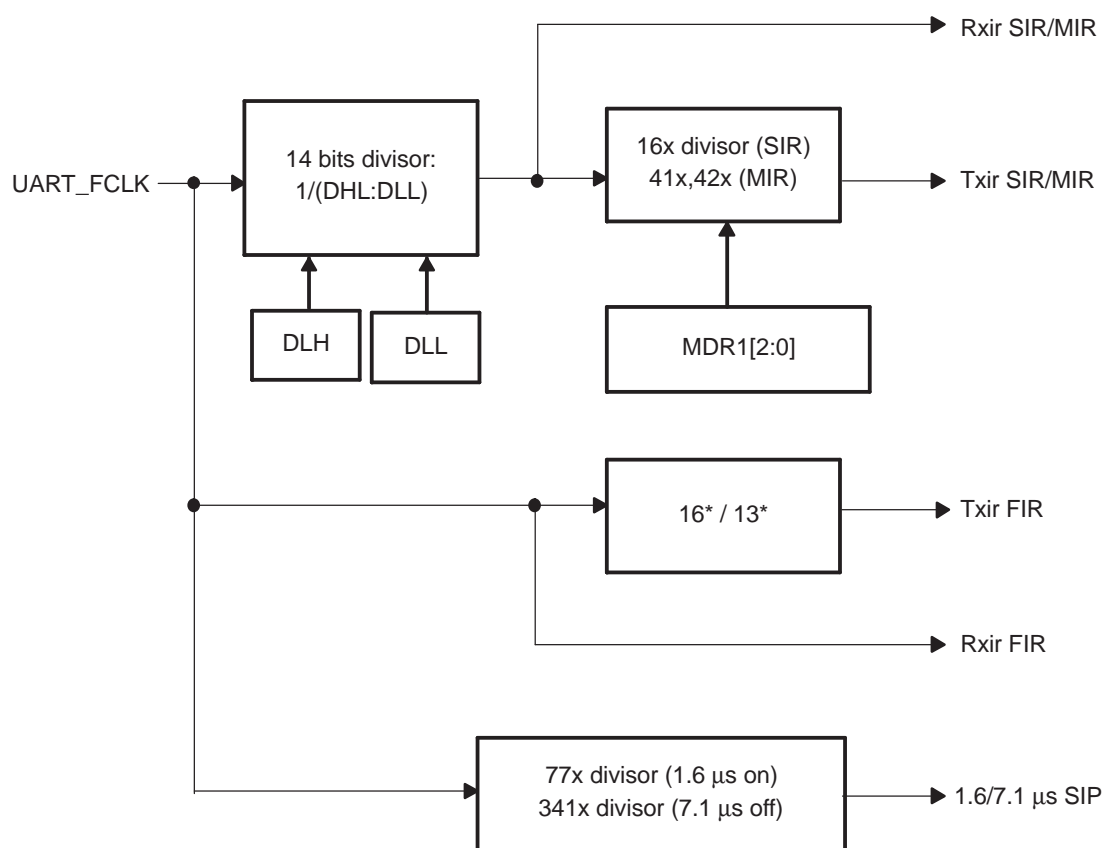 Rxir SIR/MIR
14 bits divisor:
1/(DHL:DLL)
16x divisor (SIR)
41x,42x (MIR)
UART_FCLK
Txir SIR/MIR
DLH
DLL
MDR1[2:0]
16* / 13*
Txir FIR
Rxir FIR
77x divisor (1.6 μs on)
341x divisor (7.1 μs off)
1.6/7.1 μs SIP